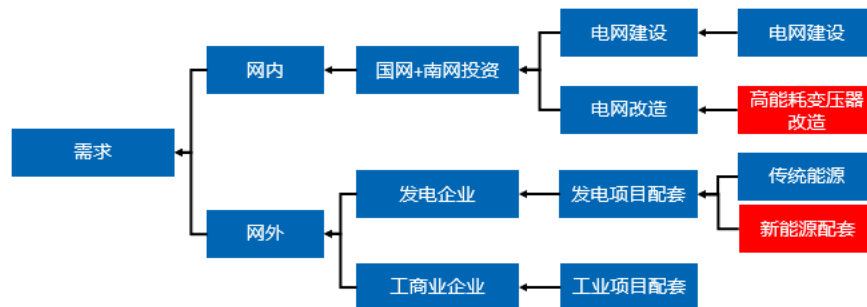 电网建设
电网建设
网内
国网+南网投资
高能耗变压器
改造
电网改造
需求
传统能源
发电企业
发电项目配套
新能源配套
网外
工商业企业
工业项目配套